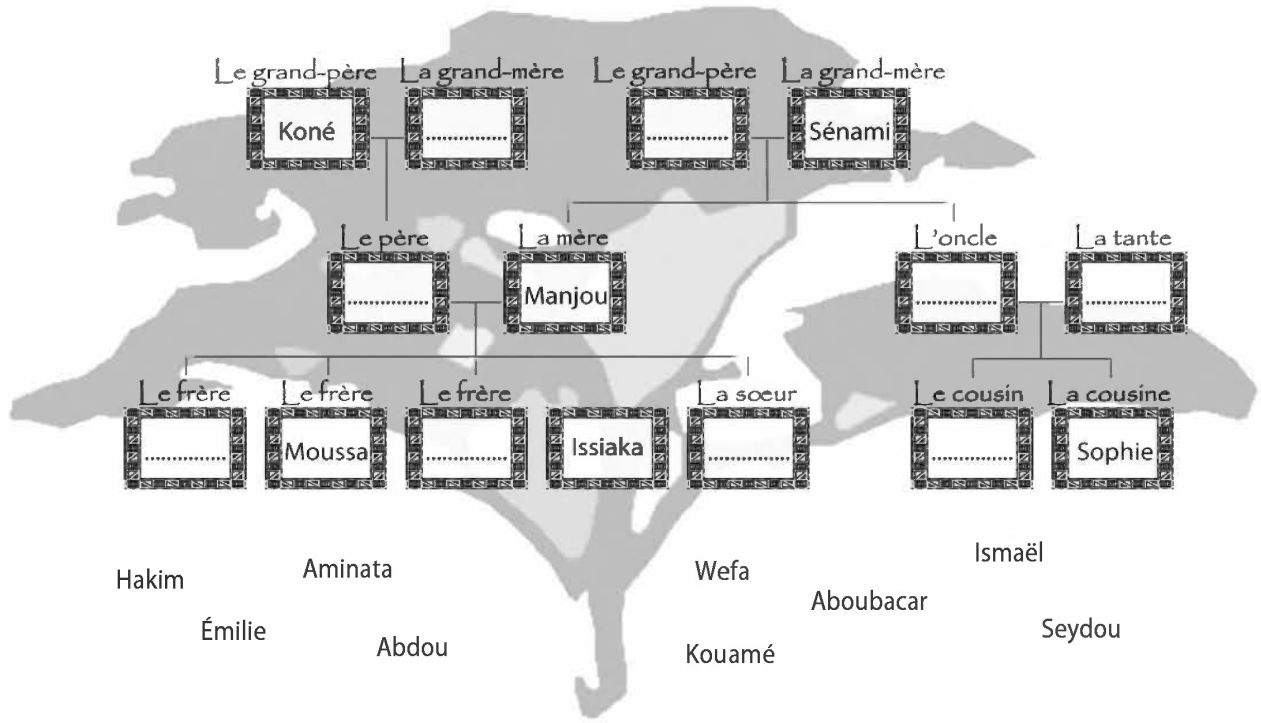 Le grand-père La grand-mère Le grand-père La grand-mère
Koné ............... ............... Sénami
Le père La mère L'oncle La tante
............... Manjou ............... ...............
Le frère Le frère Le frère La sœur Le cousin La cousine
............... Moussa ............... Issiaka ............... ............... Sophie
Hakim Aminata Wefa Ismaël
Émilie Abdou Kouamé Aboubacar Seydou